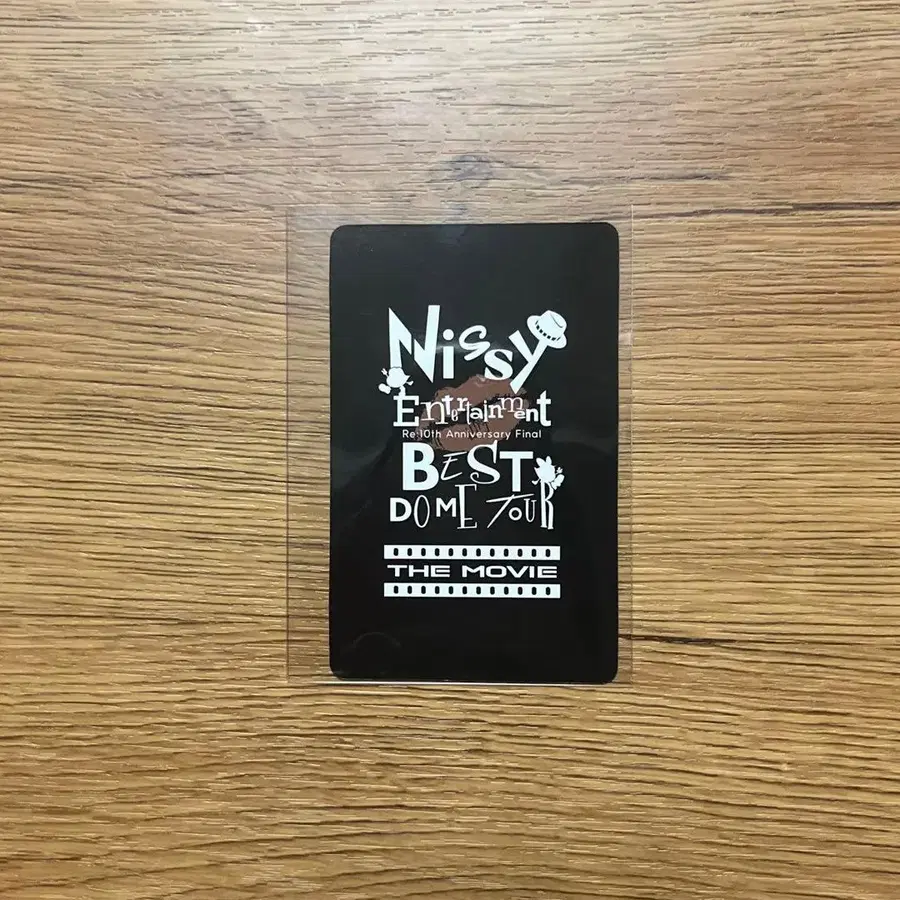 Nissy
Entertainment
Re:10th Anniversary Final
BEST
DOME TOUR
THE MOVIE